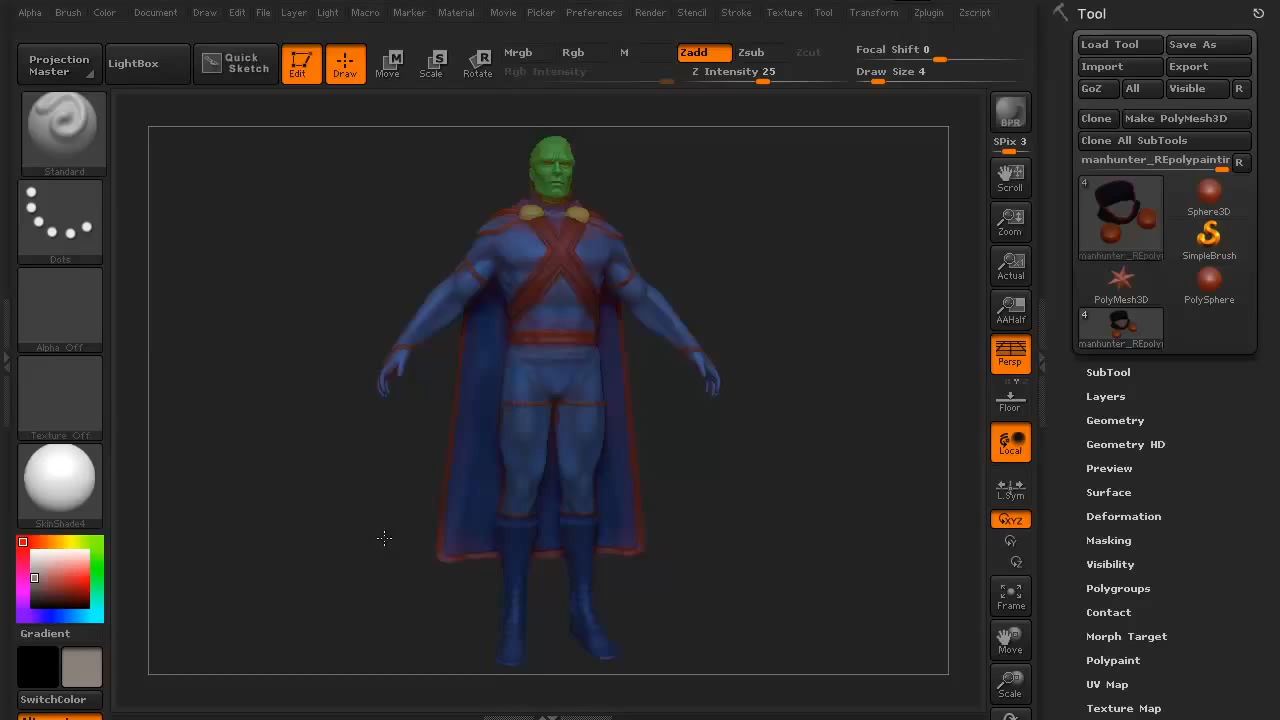 Alpha Brush Color Document Draw Edit File Layer Light Macro Marker Material Movie Picker Preferences Render Stencil Stroke Texture Tool Transform Zplugin Zscript
Tool
Projection Master
LightBox
Quick Sketch
Edit
Draw
Move
Scale
Rotate
Mrgb Rgb M
Rgb Intensity
Zadd Zsub Zcut
Z Intensity 25
Focal Shift 0
Draw Size 4
Load Tool Save As
Import Export
GoZ All Visible R
Clone Make PolyMesh3D
Clone All SubTools
manhunter_REpolypaintir R
4
manhunter_REpoly
Sphere3D
SimpleBrush
PolyMesh3D
PolySphere
4
manhunter_REpoly
SubTool
Layers
Geometry
Geometry HD
Preview
Surface
Deformation
Masking
Visibility
Polygroups
Contact
Morph Target
Polypaint
UV Map
Texture Map
Standard
Dots
Alpha Off
Texture Off
SkinShade4
Gradient
SwitchColor
BPR
SPix 3
Scroll
Zoom
Actual
AAHalf
Persp
Floor
Local
L.Sym
XYZ
Y
Z
Frame
Move
Scale